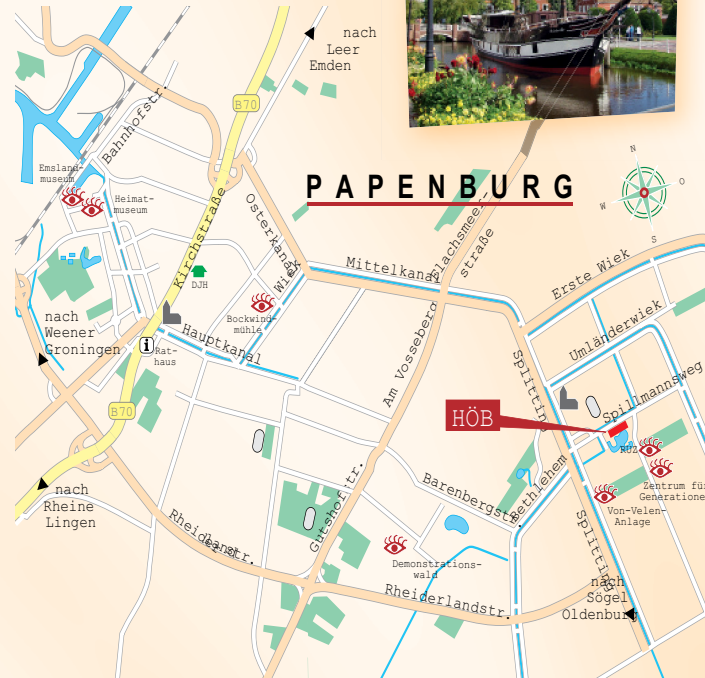 nach
Leer
Emden
B70
Bahnhofstr.
Emsland-
museum
Heimat-
museum
PAPENBURG
N
O
W
S
Kirchstraße
Osterkanal
Wiek
DJH
Bockwind-
mühle
Mittelkanal
Flachsmeer-
straße
Erste Wiek
Umländerwiek
nach
Weener
Groningen
i
Rat-
haus
Hauptkanal
Am Vosseberg
Splitting
Spillmannsweg
HÖB
B70
RUZ
Zentrum für
Generatione
Von-Velen-
Anlage
nach
Rheine
Lingen
Gutshofstr.
Barenbergstr.
Bethlehem
Splitting
Demonstrations-
wald
Rheiderlandstr.
nach
Sögel
Oldenburg